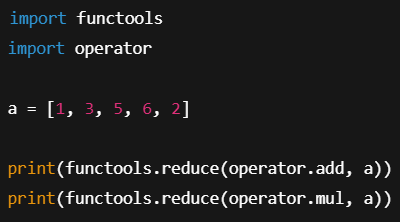 import functools
import operator
a = [1, 3, 5, 6, 2]
print(functools.reduce(operator.add, a))
print(functools.reduce(operator.mul, a))